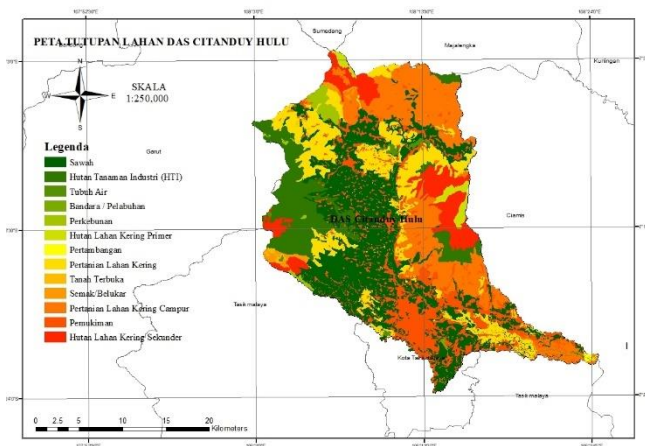 PETA TUTUPAN LAHAN DAS CITANDUY HULU
Sumedang
Majalengka
Kuningan
N
W E
S
SKALA
1:250,000
Garut
Legenda
Sawah
Hutan Tanaman Industri (HTI)
Tubuh Air
Bandara / Pelabuhan
Perkebunan
Hutan Lahan Kering Primer
Pertambangan
Pertanian Lahan Kering
Tanah Terbuka
Semak/Belukar
Pertanian Lahan Kering Campur
Pemukiman
Hutan Lahan Kering Sekunder
DAS Citanduy Hulu
Ciamis
Tasikmalaya
Tasikmalaya
0 2.5 5 10 15 20
Kilometers